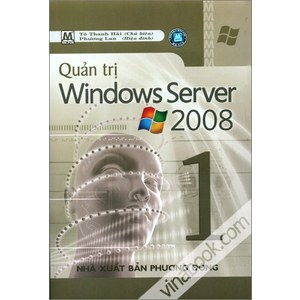 Tô Thanh Hải (Chủ biên)
Phương Lan (Hiệu đính)
Quản trị
Windows Server
2008
1
NHÀ XUẤT BẢN PHƯƠNG ĐÔNG
vinabook.com